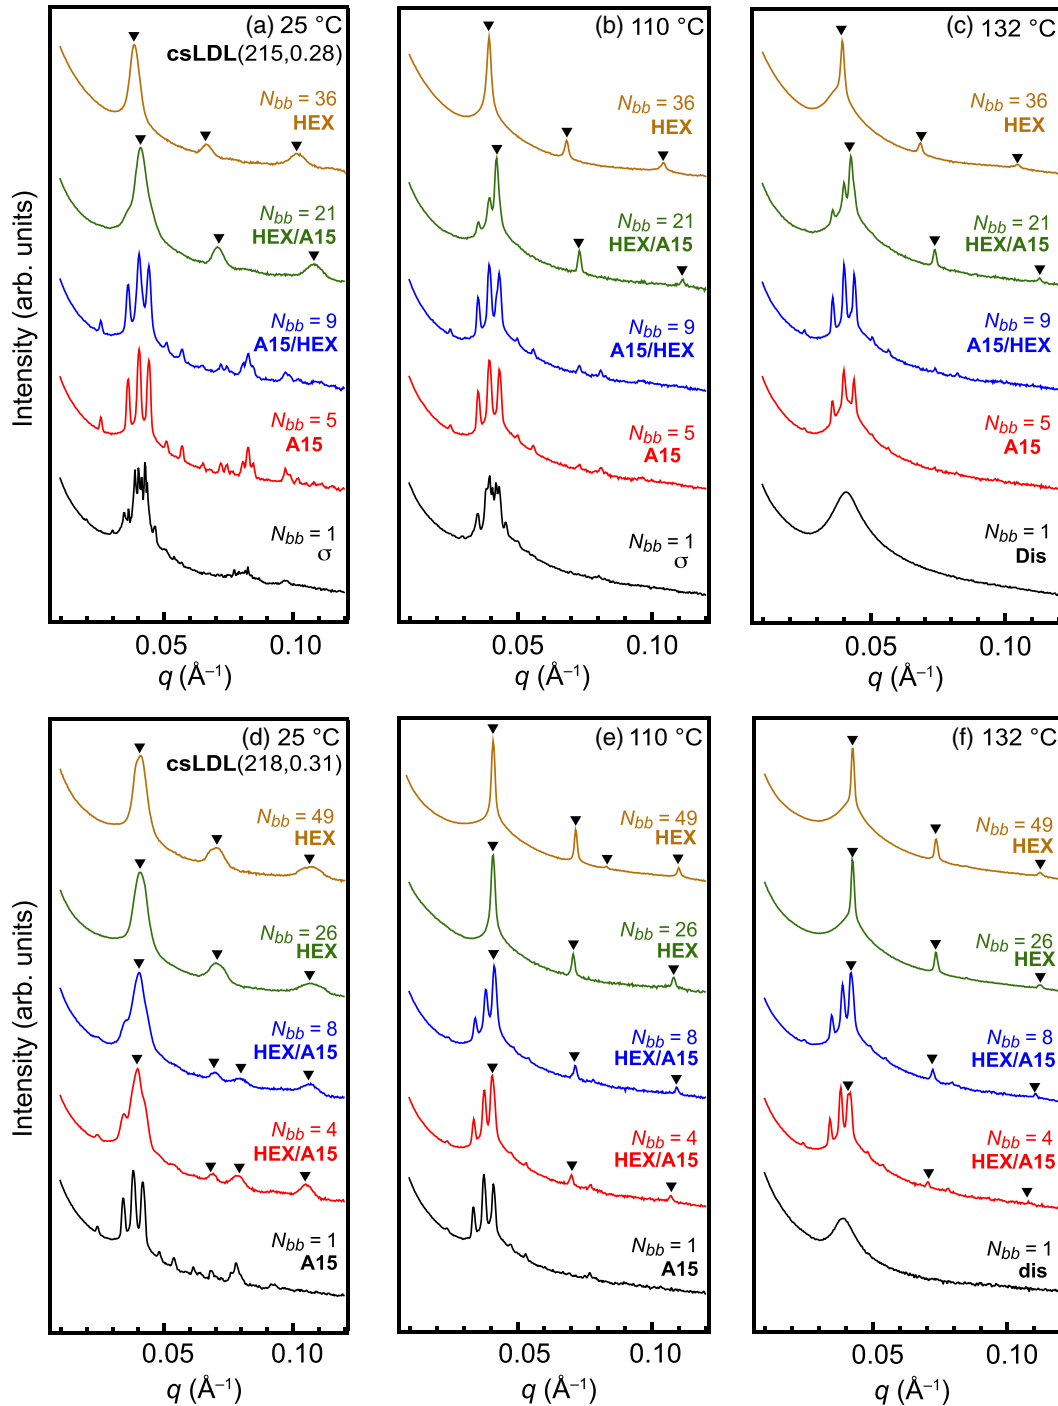 (a) 25 °C
csLDL(215,0.28)
Nbb = 36
HEX
Nbb = 21
HEX/A15
Nbb = 9
A15/HEX
Nbb = 5
A15
Nbb = 1
σ
0.05 0.10
q (Å⁻¹)
(b) 110 °C
Nbb = 36
HEX
Nbb = 21
HEX/A15
Nbb = 9
A15/HEX
Nbb = 5
A15
Nbb = 1
σ
0.05 0.10
q (Å⁻¹)
(c) 132 °C
Nbb = 36
HEX
Nbb = 21
HEX/A15
Nbb = 9
A15/HEX
Nbb = 5
A15
Nbb = 1
Dis
0.05 0.10
q (Å⁻¹)
Intensity (arb. units)
(d) 25 °C
csLDL(218,0.31)
Nbb = 49
HEX
Nbb = 26
HEX
Nbb = 8
HEX/A15
Nbb = 4
HEX/A15
Nbb = 1
A15
0.05 0.10
q (Å⁻¹)
(e) 110 °C
Nbb = 49
HEX
Nbb = 26
HEX
Nbb = 8
HEX/A15
Nbb = 4
HEX/A15
Nbb = 1
A15
0.05 0.10
q (Å⁻¹)
(f) 132 °C
Nbb = 49
HEX
Nbb = 26
HEX
Nbb = 8
HEX/A15
Nbb = 4
HEX/A15
Nbb = 1
dis
0.05 0.10
q (Å⁻¹)
Intensity (arb. units)